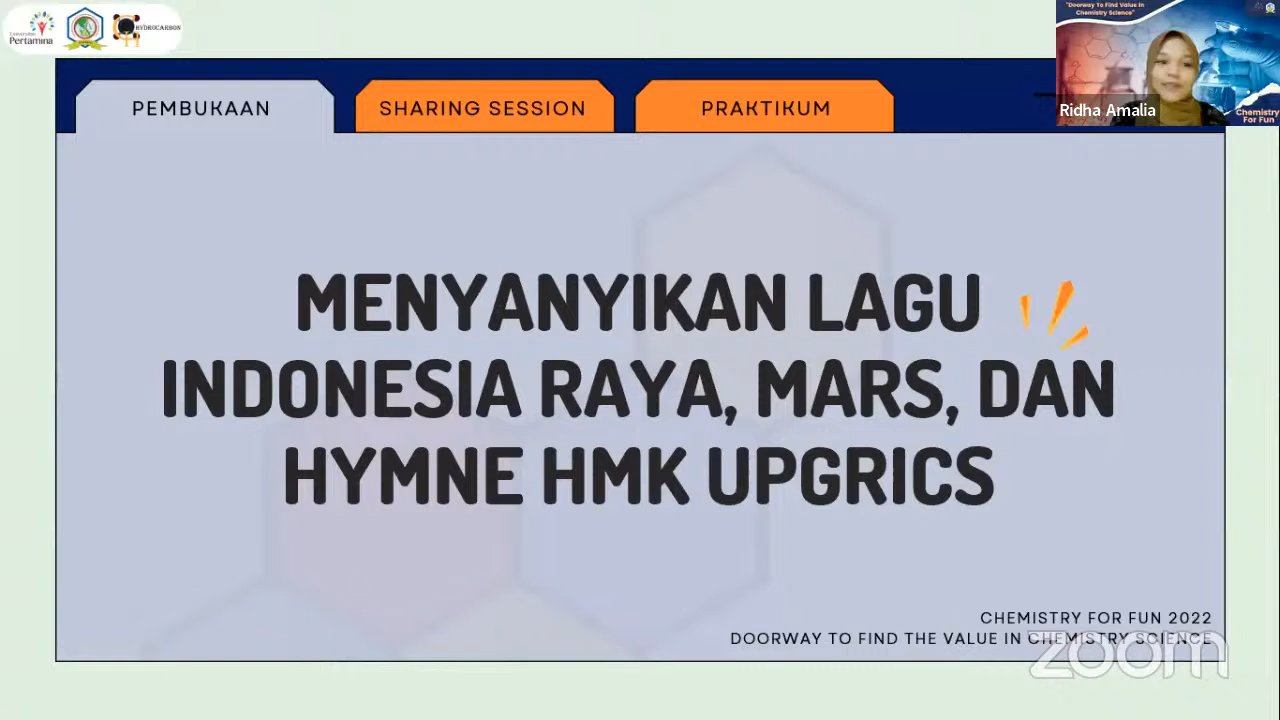 Universitas
Pertamina
HYDROCARBON
"Doorway To Find Value In
Chemistry Science"
Ridha Amalia
Chemistry
For Fun
PEMBUKAAN
SHARING SESSION
PRAKTIKUM
MENYANYIKAN LAGU
INDONESIA RAYA, MARS, DAN
HYMNE HMK UPGRICS
CHEMISTRY FOR FUN 2022
DOORWAY TO FIND THE VALUE IN CHEMISTRY SCIENCE
zoom